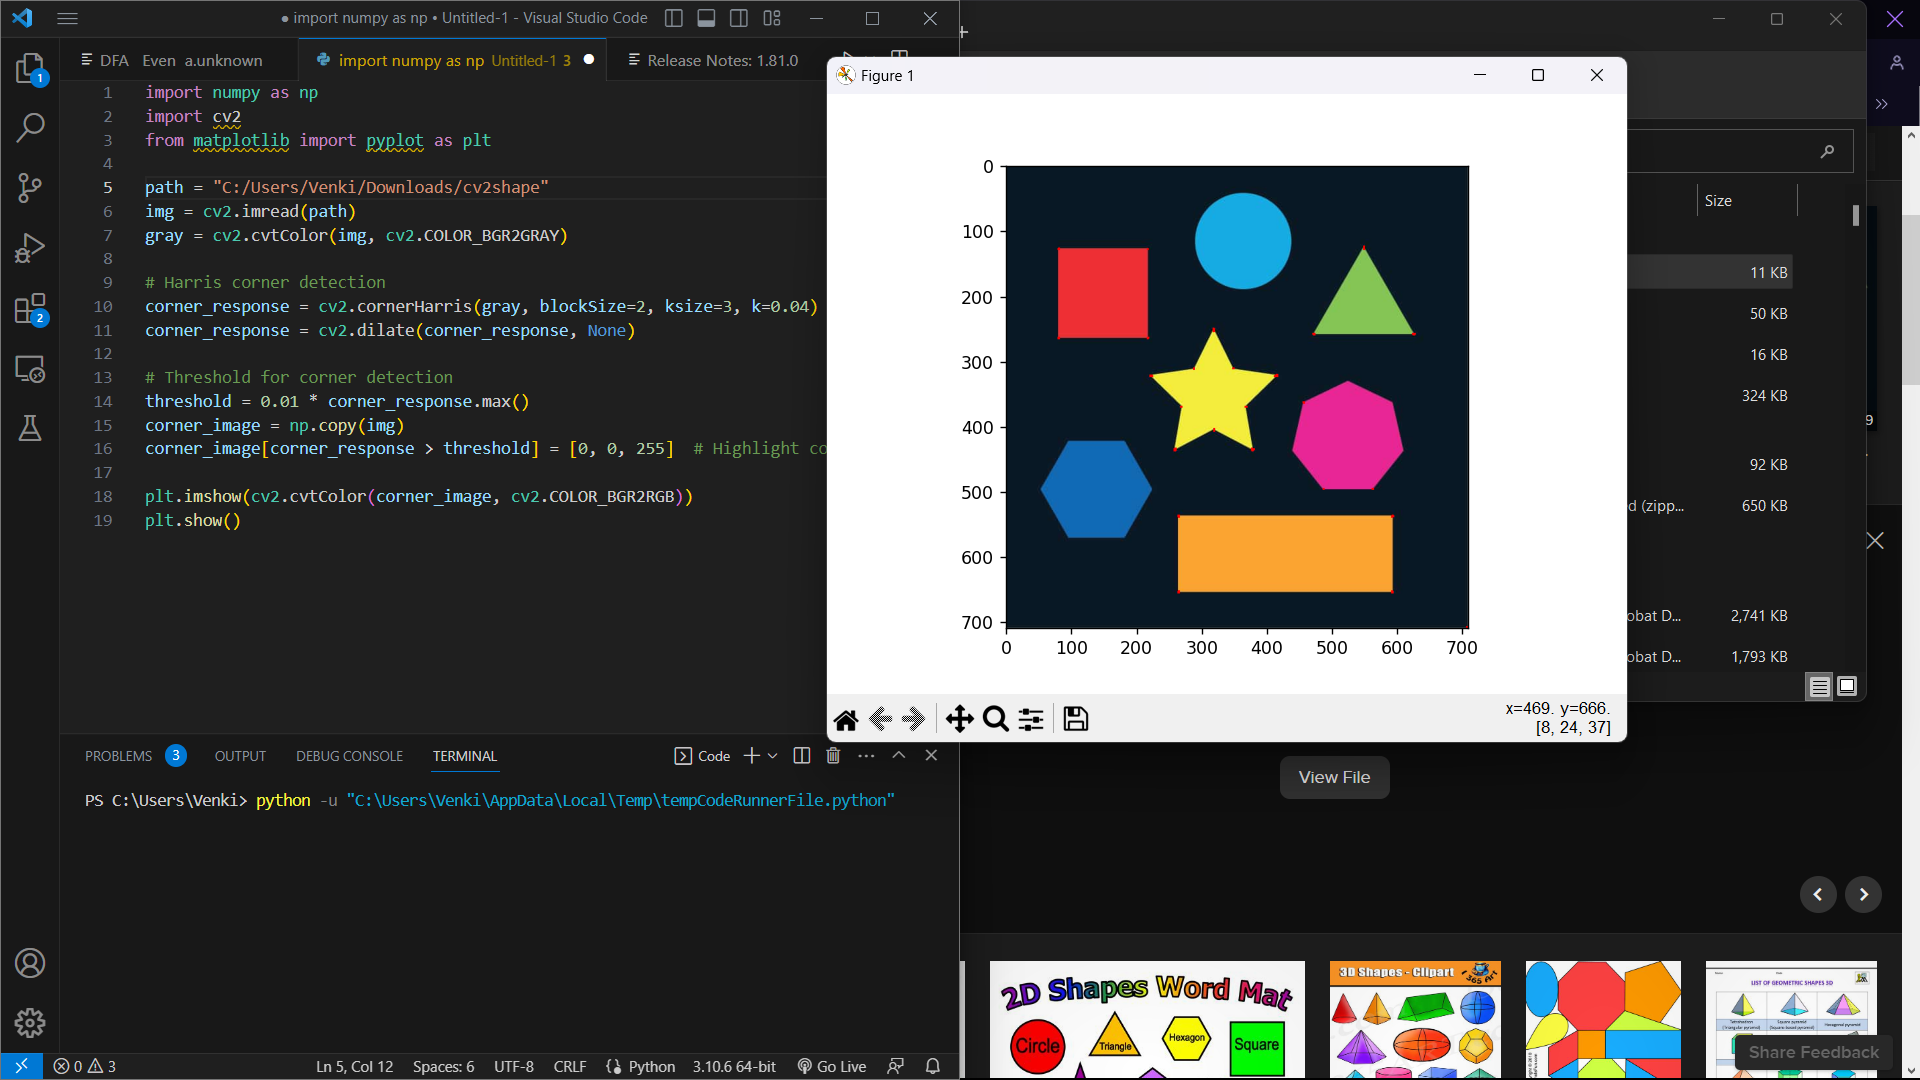 ● import numpy as np • Untitled-1 - Visual Studio Code
DFA Even a.unknown
import numpy as np Untitled-1 3
Release Notes: 1.81.0
1 import numpy as np
2 import cv2
3 from matplotlib import pyplot as plt
4
5 path = "C:/Users/Venki/Downloads/cv2shape"
6 img = cv2.imread(path)
7 gray = cv2.cvtColor(img, cv2.COLOR_BGR2GRAY)
8
9 # Harris corner detection
10 corner_response = cv2.cornerHarris(gray, blockSize=2, ksize=3, k=0.04)
11 corner_response = cv2.dilate(corner_response, None)
12
13 # Threshold for corner detection
14 threshold = 0.01 * corner_response.max()
15 corner_image = np.copy(img)
16 corner_image[corner_response > threshold] = [0, 0, 255] # Highlight co
17
18 plt.imshow(cv2.cvtColor(corner_image, cv2.COLOR_BGR2RGB))
19 plt.show()
1
2
PROBLEMS 3 OUTPUT DEBUG CONSOLE TERMINAL
Code
PS C:\Users\Venki> python -u "C:\Users\Venki\AppData\Local\Temp\tempCodeRunnerFile.python"
0 3
Ln 5, Col 12 Spaces: 6 UTF-8 CRLF Python 3.10.6 64-bit Go Live
Figure 1
0
100
200
300
400
500
600
700
0 100 200 300 400 500 600 700
x=469. y=666.
[8, 24, 37]
Size
11 KB
50 KB
16 KB
324 KB
92 KB
d (zipp... 650 KB
obat D... 2,741 KB
obat D... 1,793 KB
9
View File
2D Shapes Word Mat
Circle
Triangle
Hexagon
Square
3D Shapes - Clipart
LIST OF GEOMETRIC SHAPES 3D
Share Feedback